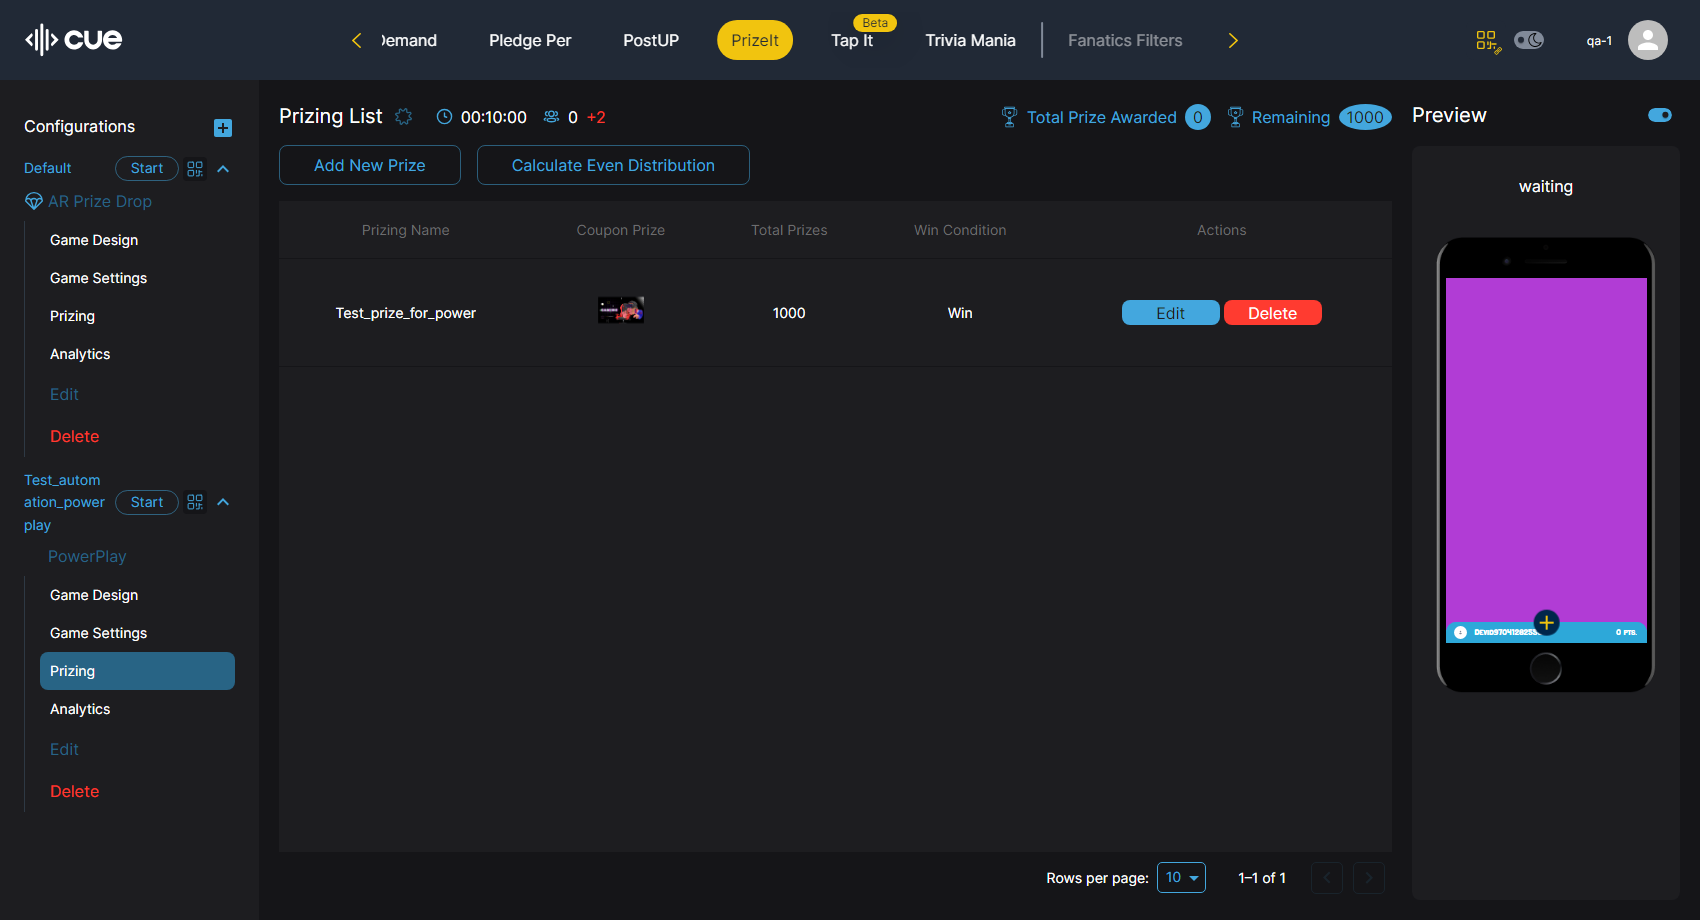 cue
Demand
Pledge Per
PostUP
PrizeIt
Beta
Tap It
Trivia Mania
Fanatics Filters
qa-1
Configurations
Default
Start
AR Prize Drop
Game Design
Game Settings
Prizing
Analytics
Edit
Delete
Test_autom
ation_power
play
Start
PowerPlay
Game Design
Game Settings
Prizing
Analytics
Edit
Delete
Prizing List
00:10:00
0 +2
Total Prize Awarded 0
Remaining 1000
Add New Prize
Calculate Even Distribution
Prizing Name Coupon Prize Total Prizes Win Condition Actions
Test_prize_for_power 1000 Win Edit Delete
Rows per page: 10 1–1 of 1
Preview
waiting
0 PTS.